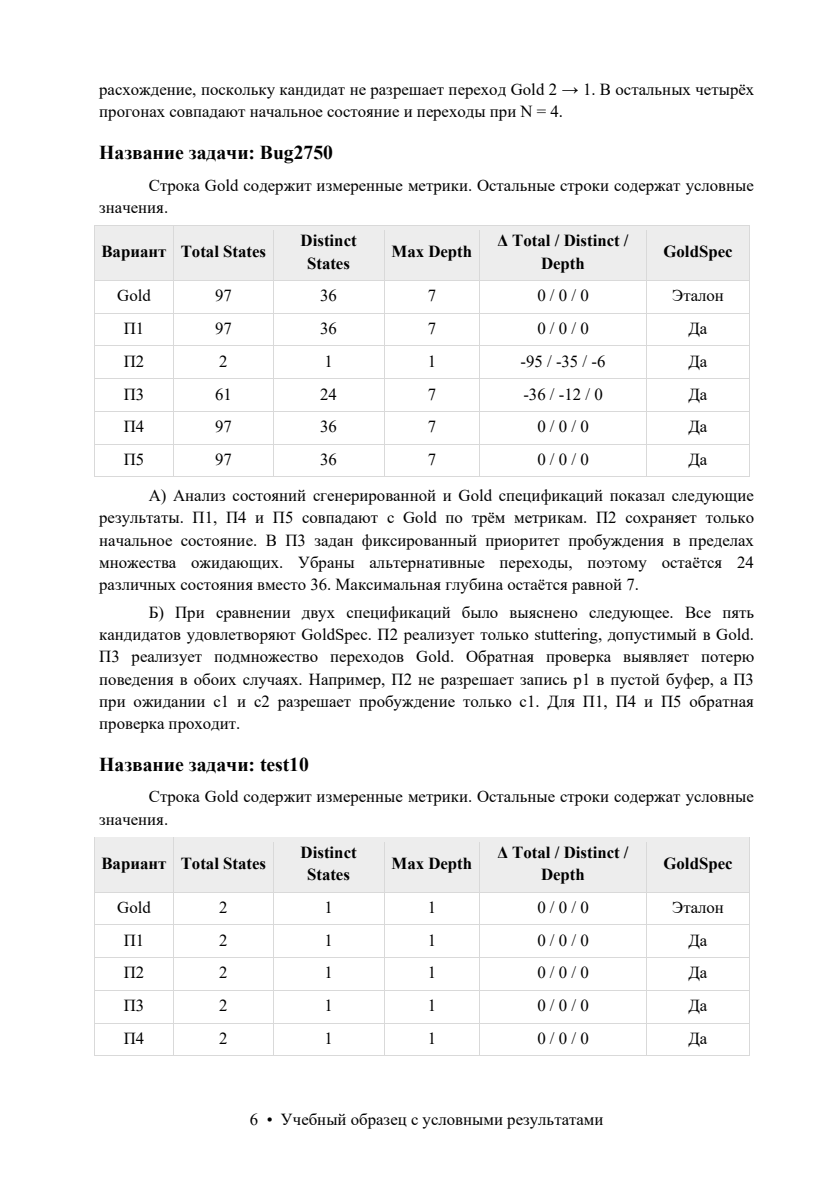 расхождение, поскольку кандидат не разрешает переход Gold 2 → 1. В остальных четырёх
прогонах совпадают начальное состояние и переходы при N = 4.
Название задачи: Bug2750
Строка Gold содержит измеренные метрики. Остальные строки содержат условные
значения.
Вариант Total States Distinct States Max Depth Δ Total / Distinct / Depth GoldSpec
Gold 97 36 7 0 / 0 / 0 Эталон
П1 97 36 7 0 / 0 / 0 Да
П2 2 1 1 -95 / -35 / -6 Да
П3 61 24 7 -36 / -12 / 0 Да
П4 97 36 7 0 / 0 / 0 Да
П5 97 36 7 0 / 0 / 0 Да
А) Анализ состояний сгенерированной и Gold спецификаций показал следующие
результаты. П1, П4 и П5 совпадают с Gold по трём метрикам. П2 сохраняет только
начальное состояние. В П3 задан фиксированный приоритет пробуждения в пределах
множества ожидающих. Убраны альтернативные переходы, поэтому остаётся 24
различных состояния вместо 36. Максимальная глубина остаётся равной 7.
Б) При сравнении двух спецификаций было выяснено следующее. Все пять
кандидатов удовлетворяют GoldSpec. П2 реализует только stuttering, допустимый в Gold.
П3 реализует подмножество переходов Gold. Обратная проверка выявляет потерю
поведения в обоих случаях. Например, П2 не разрешает запись p1 в пустой буфер, а П3
при ожидании c1 и c2 разрешает пробуждение только c1. Для П1, П4 и П5 обратная
проверка проходит.
Название задачи: test10
Строка Gold содержит измеренные метрики. Остальные строки содержат условные
значения.
Вариант Total States Distinct States Max Depth Δ Total / Distinct / Depth GoldSpec
Gold 2 1 1 0 / 0 / 0 Эталон
П1 2 1 1 0 / 0 / 0 Да
П2 2 1 1 0 / 0 / 0 Да
П3 2 1 1 0 / 0 / 0 Да
П4 2 1 1 0 / 0 / 0 Да
6 • Учебный образец с условными результатами